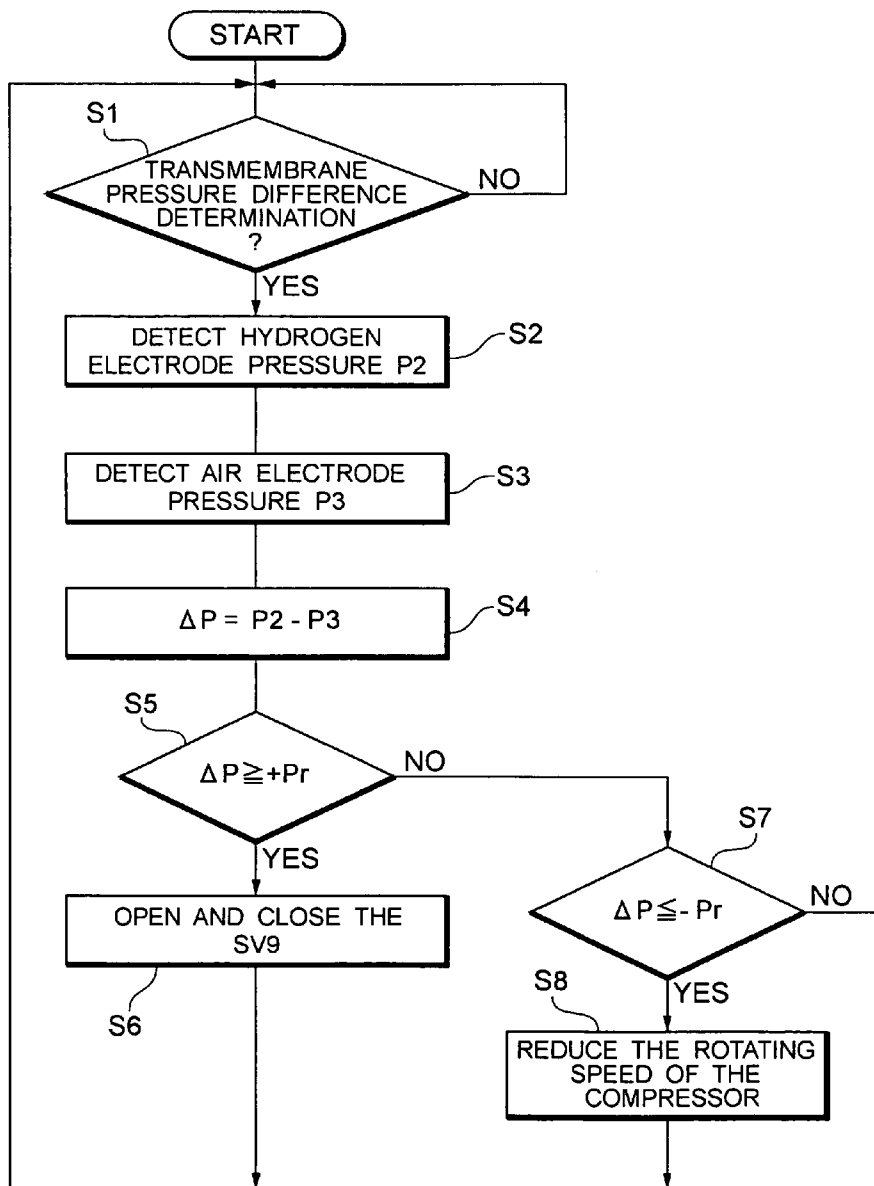 START
S1
TRANSMEMBRANE
PRESSURE DIFFERENCE
DETERMINATION
?
NO
YES
DETECT HYDROGEN
ELECTRODE PRESSURE P2
S2
DETECT AIR ELECTRODE
PRESSURE P3
S3
ΔP = P2 - P3
S4
S5
ΔP≧+Pr
NO
YES
S7
ΔP≦- Pr
NO
YES
OPEN AND CLOSE THE
SV9
S6
S8
REDUCE THE ROTATING
SPEED OF THE
COMPRESSOR